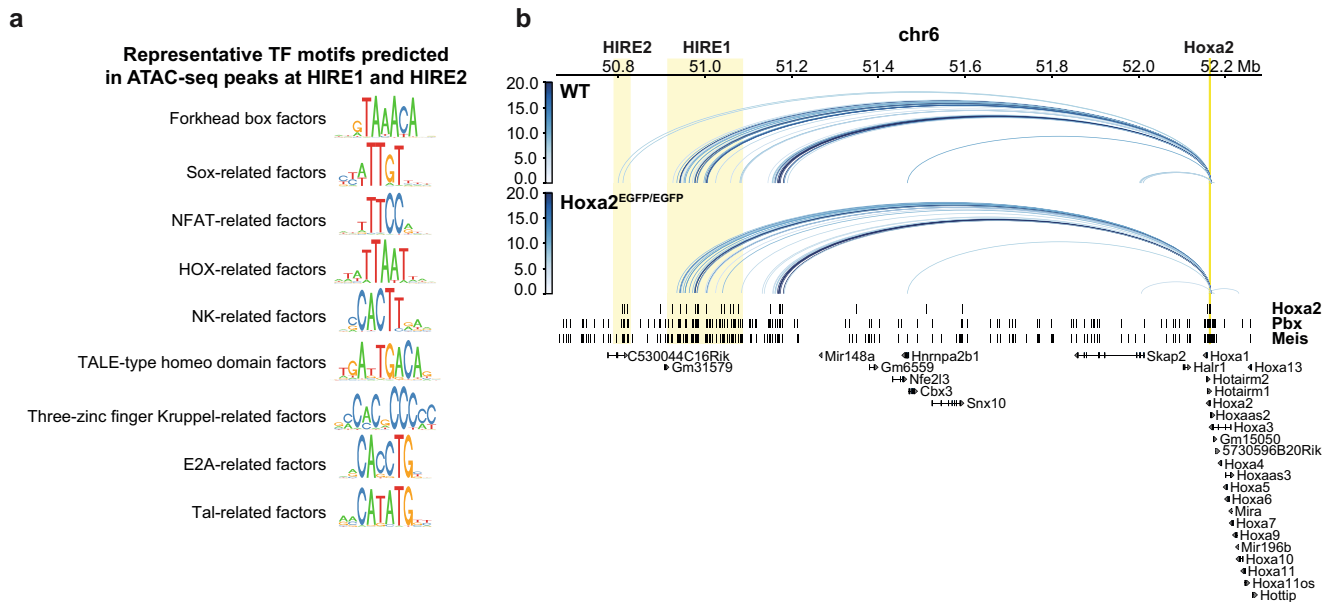 a
Representative TF motifs predicted
in ATAC-seq peaks at HIRE1 and HIRE2
Forkhead box factors
Sox-related factors
NFAT-related factors
HOX-related factors
NK-related factors
TALE-type homeo domain factors
Three-zinc finger Kruppel-related factors
E2A-related factors
Tal-related factors
b
chr6
HIRE2 HIRE1 Hoxa2
50.8 51.0 51.2 51.4 51.6 51.8 52.0 52.2 Mb
20.0 WT
15.0
10.0
5.0
0.0
20.0 Hoxa2EGFP/EGFP
15.0
10.0
5.0
0.0
Hoxa2
Pbx
Meis
C530044C16Rik Mir148a Hnrnpa2b1 Skap2 Hoxa1
Gm31579 Gm6559 Halr1 Hoxa13
Nfe2l3 Hotairm2
Cbx3 Hotairm1
Snx10 Hoxa2
Hoxaas2
Hoxa3
Gm15050
5730596B20Rik
Hoxa4
Hoxaas3
Hoxa5
Hoxa6
Mira
Hoxa7
Hoxa9
Mir196b
Hoxa10
Hoxa11
Hoxa11os
Hottip